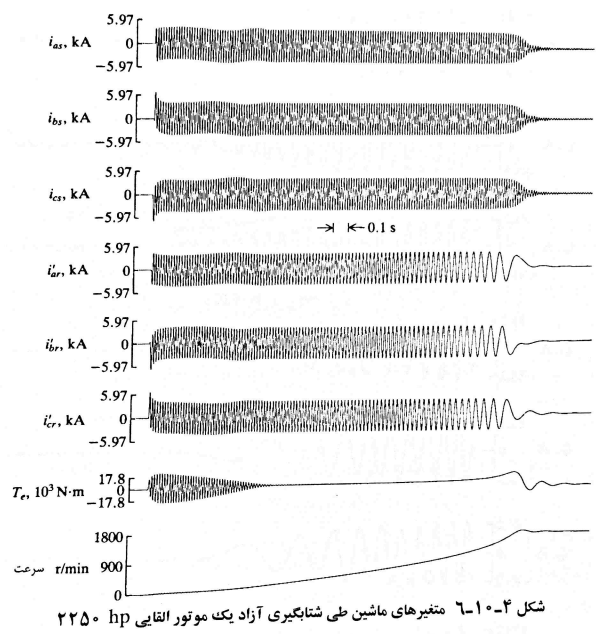 5.97
i_as, kA 0
−5.97
5.97
i_bs, kA 0
−5.97
5.97
i_cs, kA 0
−5.97
0.1 s
5.97
i′_ar, kA 0
−5.97
5.97
i′_br, kA 0
−5.97
5.97
i′_cr, kA 0
−5.97
17.8
T_e, 10³ N·m 0
−17.8
1800
سرعت r/min 900
0
شکل ۴-۱۰-۶ متغیرهای ماشین طی شتابگیری آزاد یک موتور القایی ۲۲۵۰ hp